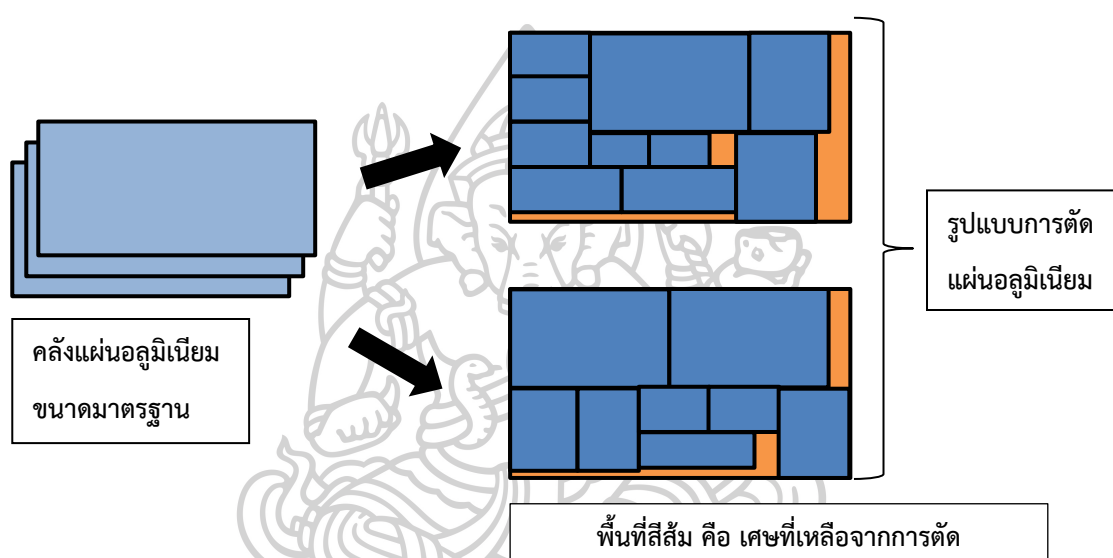 คลังแผ่นอลูมิเนียม
ขนาดมาตรฐาน
รูปแบบการตัด
แผ่นอลูมิเนียม
พื้นที่สีส้ม คือ เศษที่เหลือจากการตัด